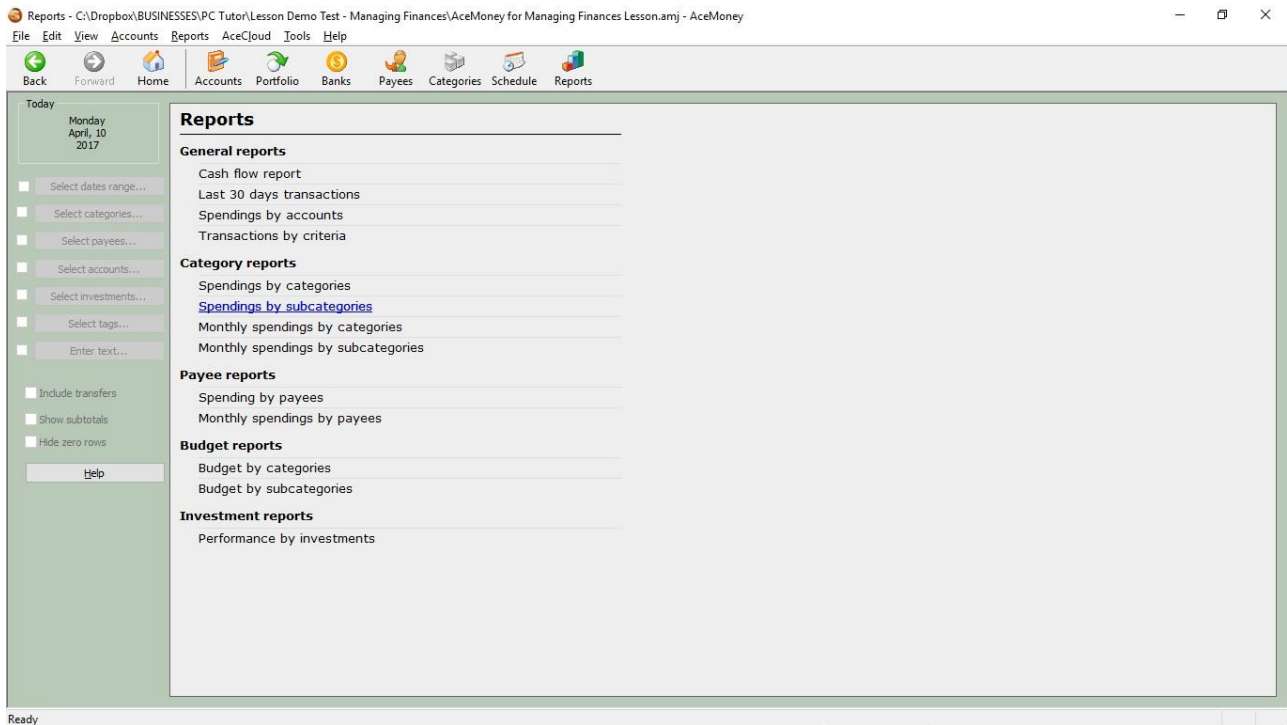 Reports - C:\Dropbox\BUSINESSES\PC Tutor\Lesson Demo Test - Managing Finances\AceMoney for Managing Finances Lesson.amj - AceMoney
File Edit View Accounts Reports AceCloud Tools Help
Back Forward Home Accounts Portfolio Banks Payees Categories Schedule Reports
Today
Monday
April, 10
2017
Select dates range...
Select categories...
Select payees...
Select accounts...
Select investments...
Select tags...
Enter text...
Include transfers
Show subtotals
Hide zero rows
Help
Reports
General reports
Cash flow report
Last 30 days transactions
Spendings by accounts
Transactions by criteria
Category reports
Spendings by categories
Spendings by subcategories
Monthly spendings by categories
Monthly spendings by subcategories
Payee reports
Spending by payees
Monthly spendings by payees
Budget reports
Budget by categories
Budget by subcategories
Investment reports
Performance by investments
Ready